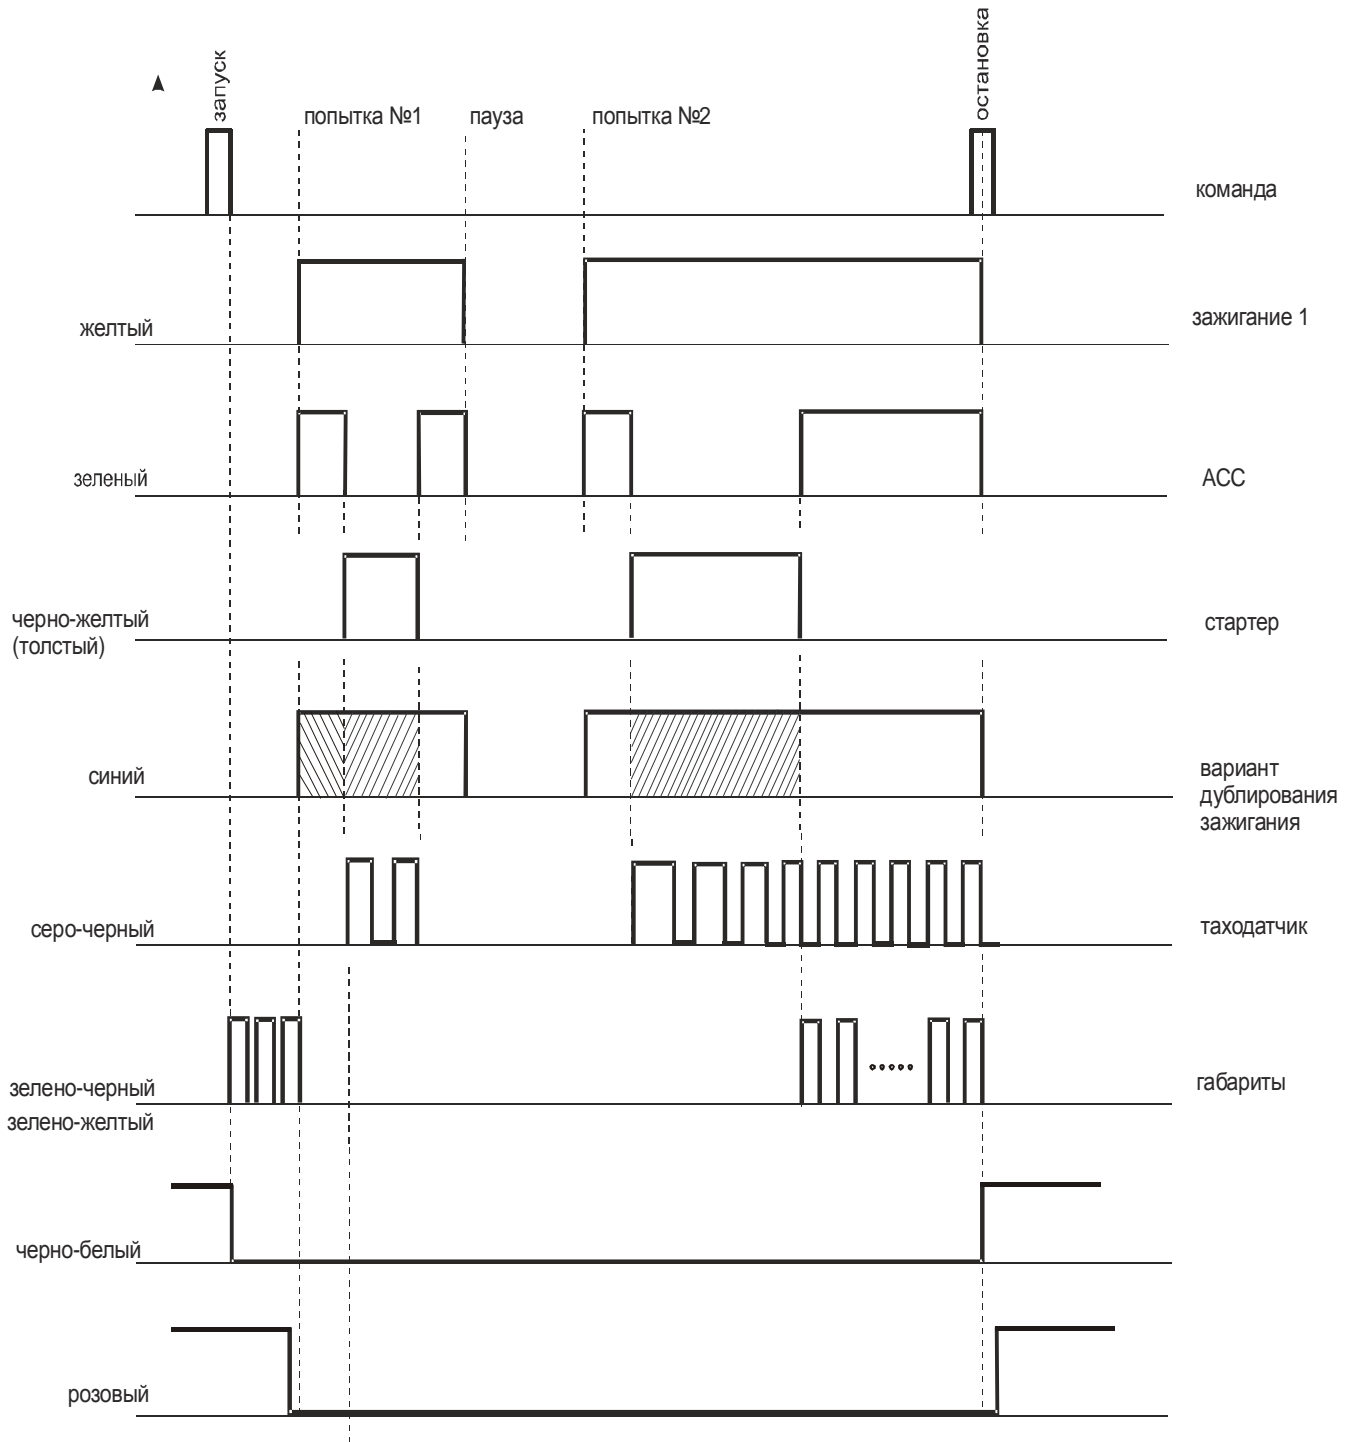 запуск
остановка
попытка №1
пауза
попытка №2
команда
желтый
зажигание 1
зеленый
АСС
черно-желтый
(толстый)
стартер
синий
вариант
дублирования
зажигания
серо-черный
таходатчик
зелено-черный
зелено-желтый
габариты
черно-белый
розовый